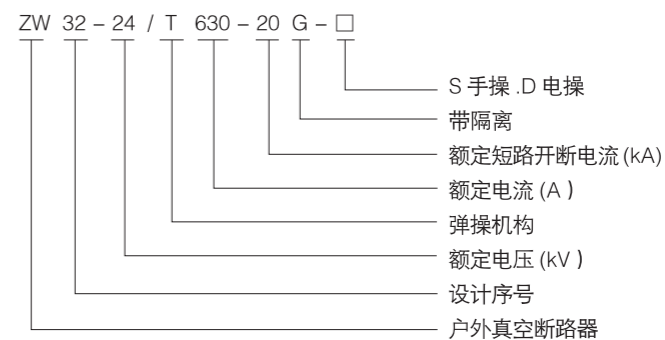 ZW 32 – 24 / T 630 – 20 G – □
S 手操 .D 电操
带隔离
额定短路开断电流 (kA)
额定电流 (A )
弹操机构
额定电压 (kV )
设计序号
户外真空断路器